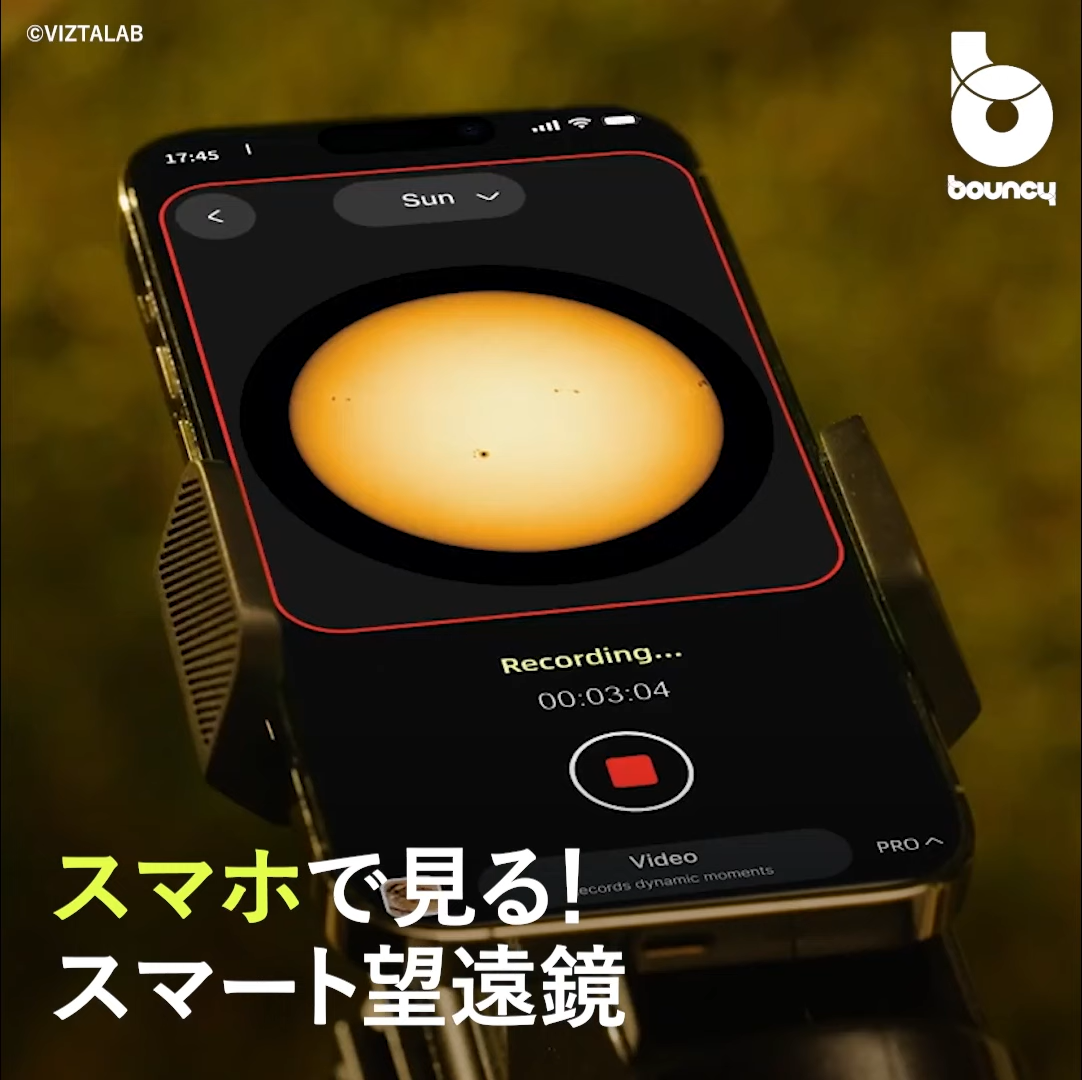 ©VIZTALAB
bouncy
17:45
Sun
Recording...
00:03:04
Video
PRO
ecords dynamic moments
スマホで見る!
スマート望遠鏡